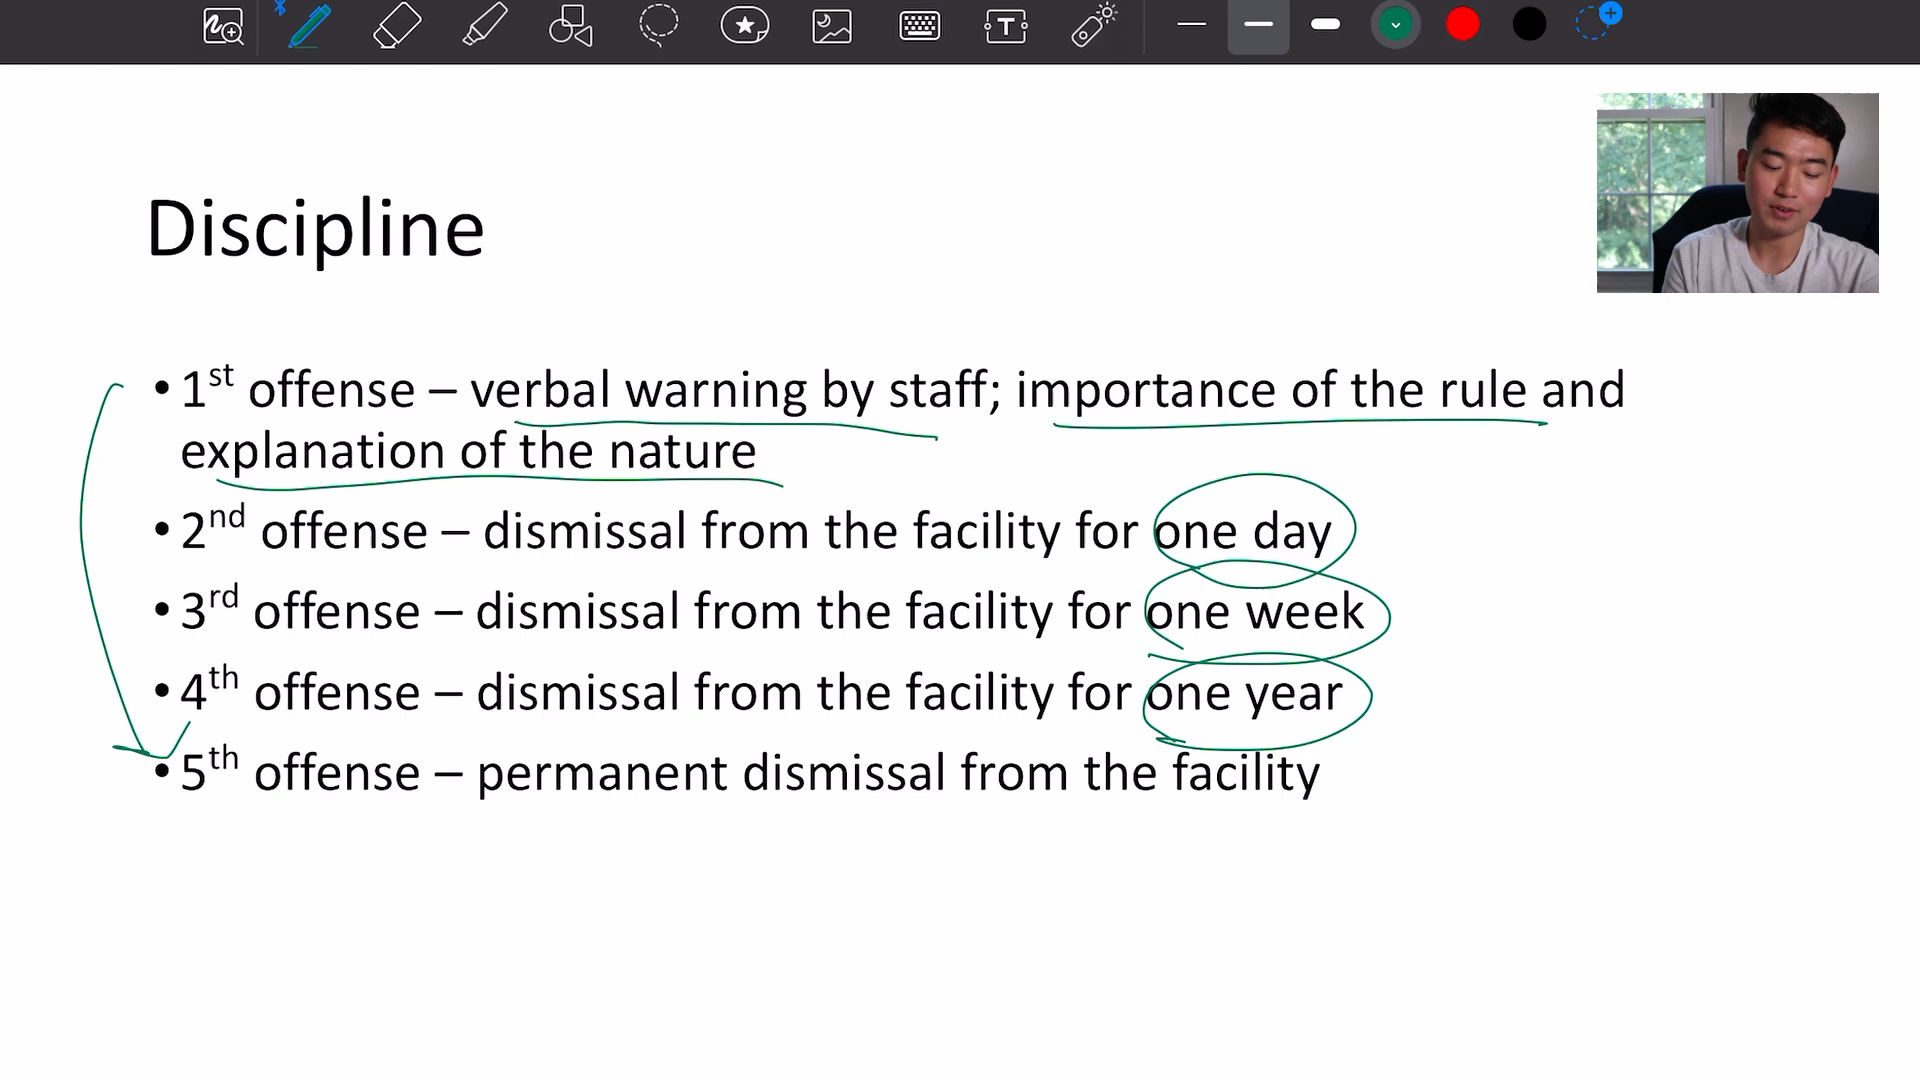 Discipline
• 1st offense – verbal warning by staff; importance of the rule and
explanation of the nature
• 2nd offense – dismissal from the facility for one day
• 3rd offense – dismissal from the facility for one week
• 4th offense – dismissal from the facility for one year
• 5th offense – permanent dismissal from the facility